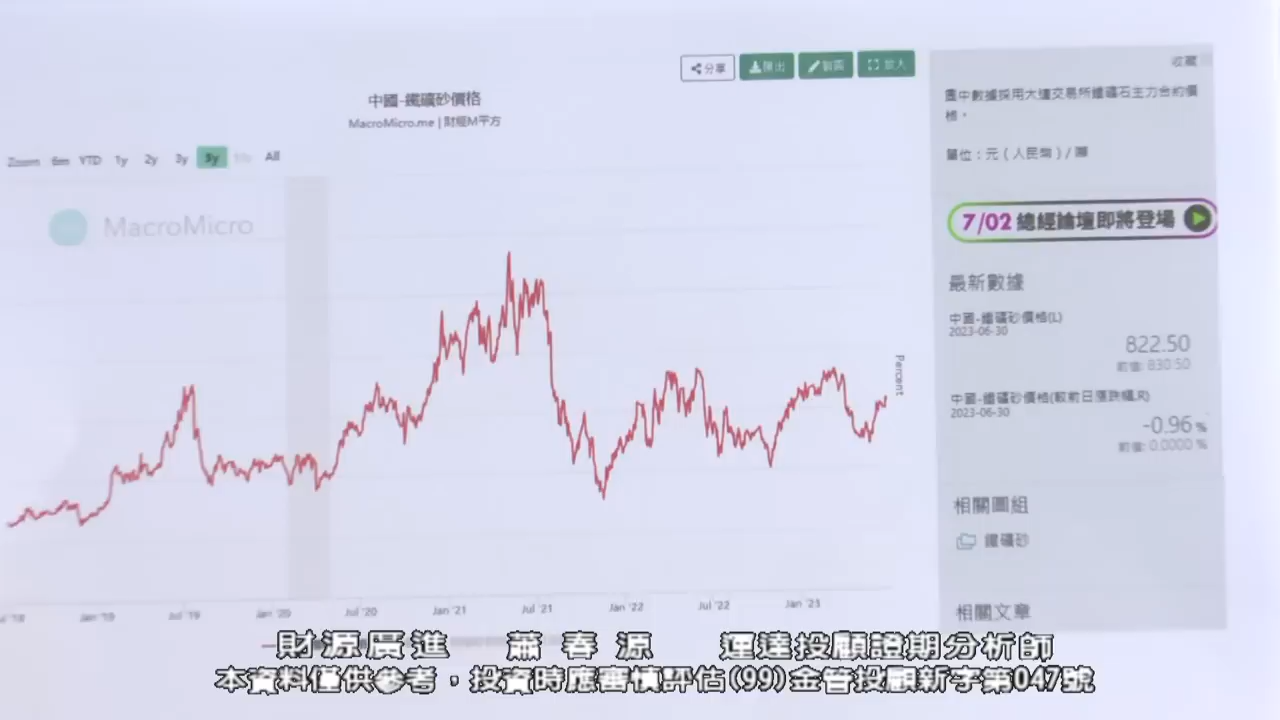 分享
匯出
製圖
放大
收藏
中國-鐵礦砂價格
MacroMicro.me | 財經M平方
圖中數據採用大連交易所鐵礦石主力合約價
格。
單位:元(人民幣)/ 噸
Zoom 6m YTD 1y 2y 3y 5y All
MacroMicro
7/02 總經論壇即將登場
最新數據
中國-鐵礦砂價格(L)
2023-06-30
822.50
前值: 830.50
Percent
中國-鐵礦砂價格(較前日漲跌幅,R)
2023-06-30
-0.96 %
前值: 0.0000 %
相關圖組
鐵礦砂
相關文章
Jan '19 Jul '19 Jan '20 Jul '20 Jan '21 Jul '21 Jan '22 Jul '22 Jan '23
財源廣進 蕭春源 運達投顧證期分析師
本資料僅供參考,投資時應審慎評估(99)金管投顧新字第047號